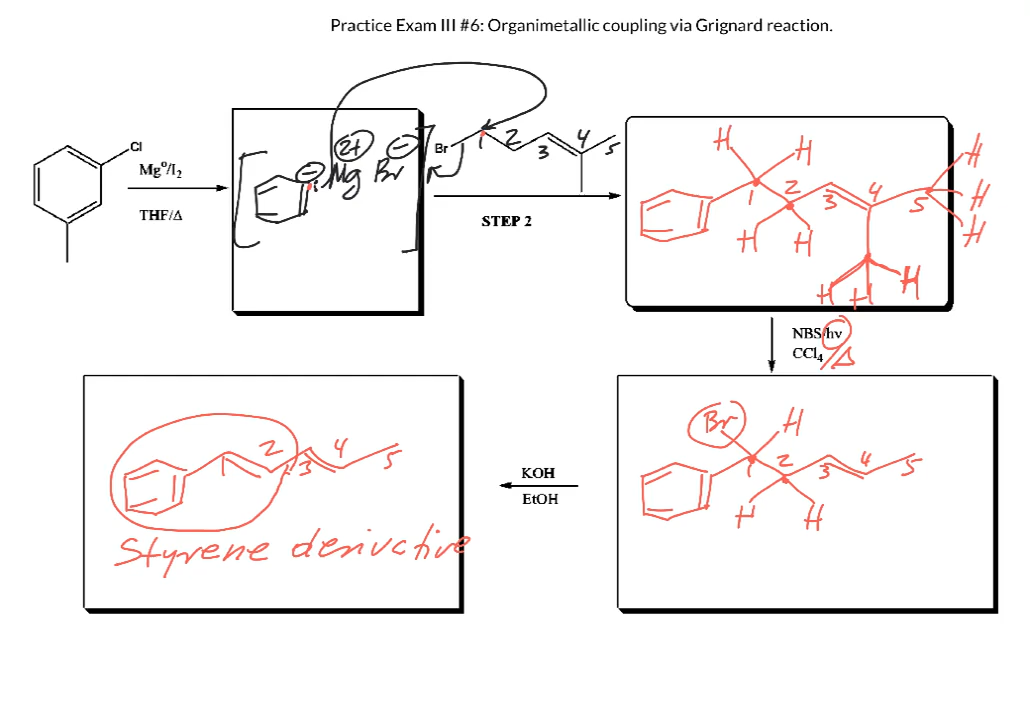 Practice Exam III #6: Organimetallic coupling via Grignard reaction.
Cl
Mg⁰/I₂
THF/Δ
[ − : Mg 2+ Br − ]
Br 1 2 3 4 5
STEP 2
H H
1 2 3 4 5
H H
H H H
H H H
NBS/hv
CCl₄/Δ
Br H
1 2 3 4 5
H H
KOH
EtOH
1 2 3 4 5
Styrene derivative